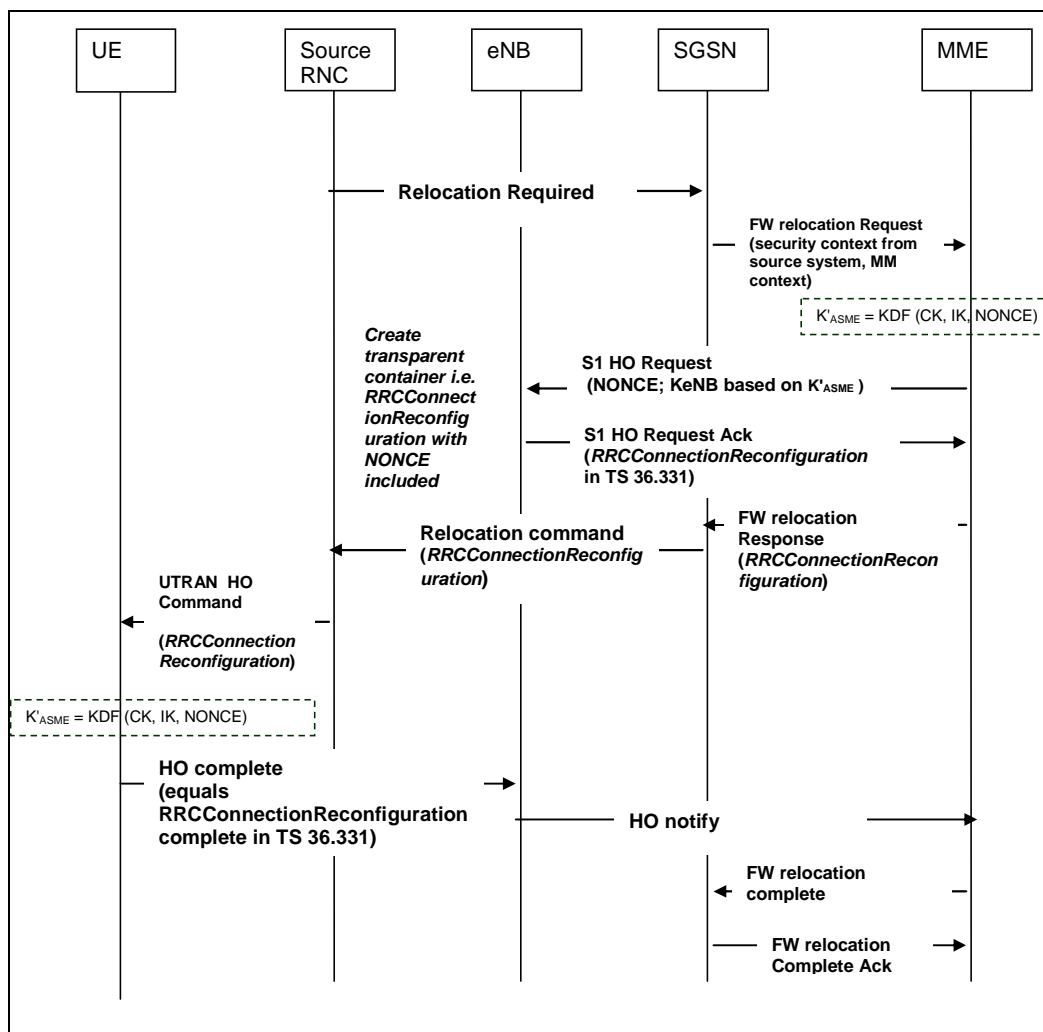 UE
Source
RNC
eNB
SGSN
MME
Relocation Required
FW relocation Request
(security context from
source system, MM
context)
K'ASME = KDF (CK, IK, NONCE)
Create
transparent
container i.e.
RRCConnect
ionReconfig
uration with
NONCE
included
S1 HO Request
(NONCE; KeNB based on K'ASME )
S1 HO Request Ack
(RRCConnectionReconfiguration
in TS 36.331)
Relocation command
(RRCConnectionReconfig
uration)
FW relocation
Response
(RRCConnectionRecon
figuration)
UTRAN HO
Command
(RRCConnection
Reconfiguration)
K'ASME = KDF (CK, IK, NONCE)
HO complete
(equals
RRCConnectionReconfiguration
complete in TS 36.331)
HO notify
FW relocation
complete
FW relocation
Complete Ack